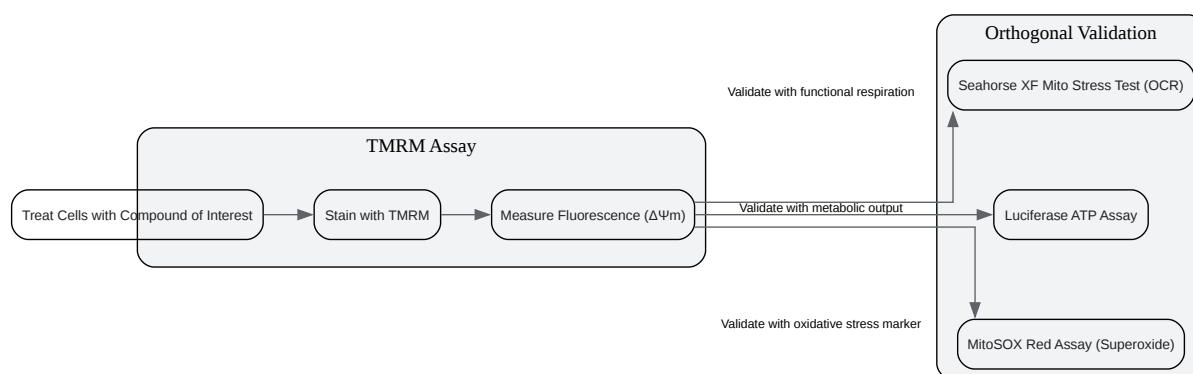 Orthogonal Validation
Seahorse XF Mito Stress Test (OCR)
Validate with functional respiration
TMRM Assay
Treat Cells with Compound of Interest
Stain with TMRM
Measure Fluorescence (ΔΨm)
Validate with metabolic output
Luciferase ATP Assay
Validate with oxidative stress marker
MitoSOX Red Assay (Superoxide)